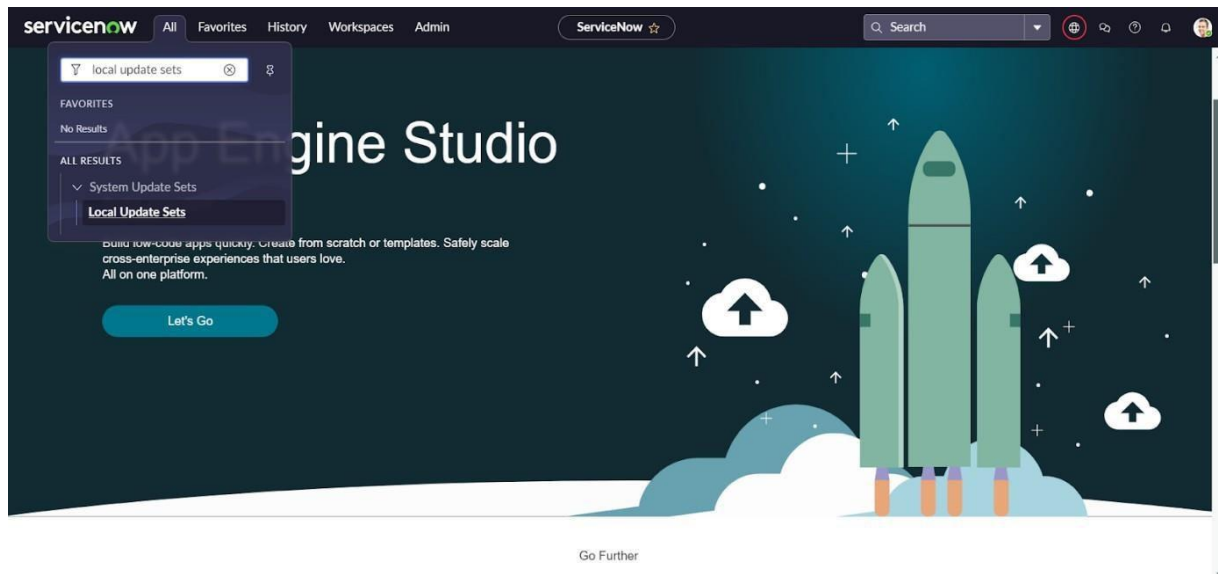 servicenow All Favorites History Workspaces Admin ServiceNow Search
local update sets
FAVORITES
No Results
App Engine Studio
ALL RESULTS
System Update Sets
Local Update Sets
Build low-code apps quickly. Create from scratch or templates. Safely scale
cross-enterprise experiences that users love.
All on one platform.
Let's Go
Go Further